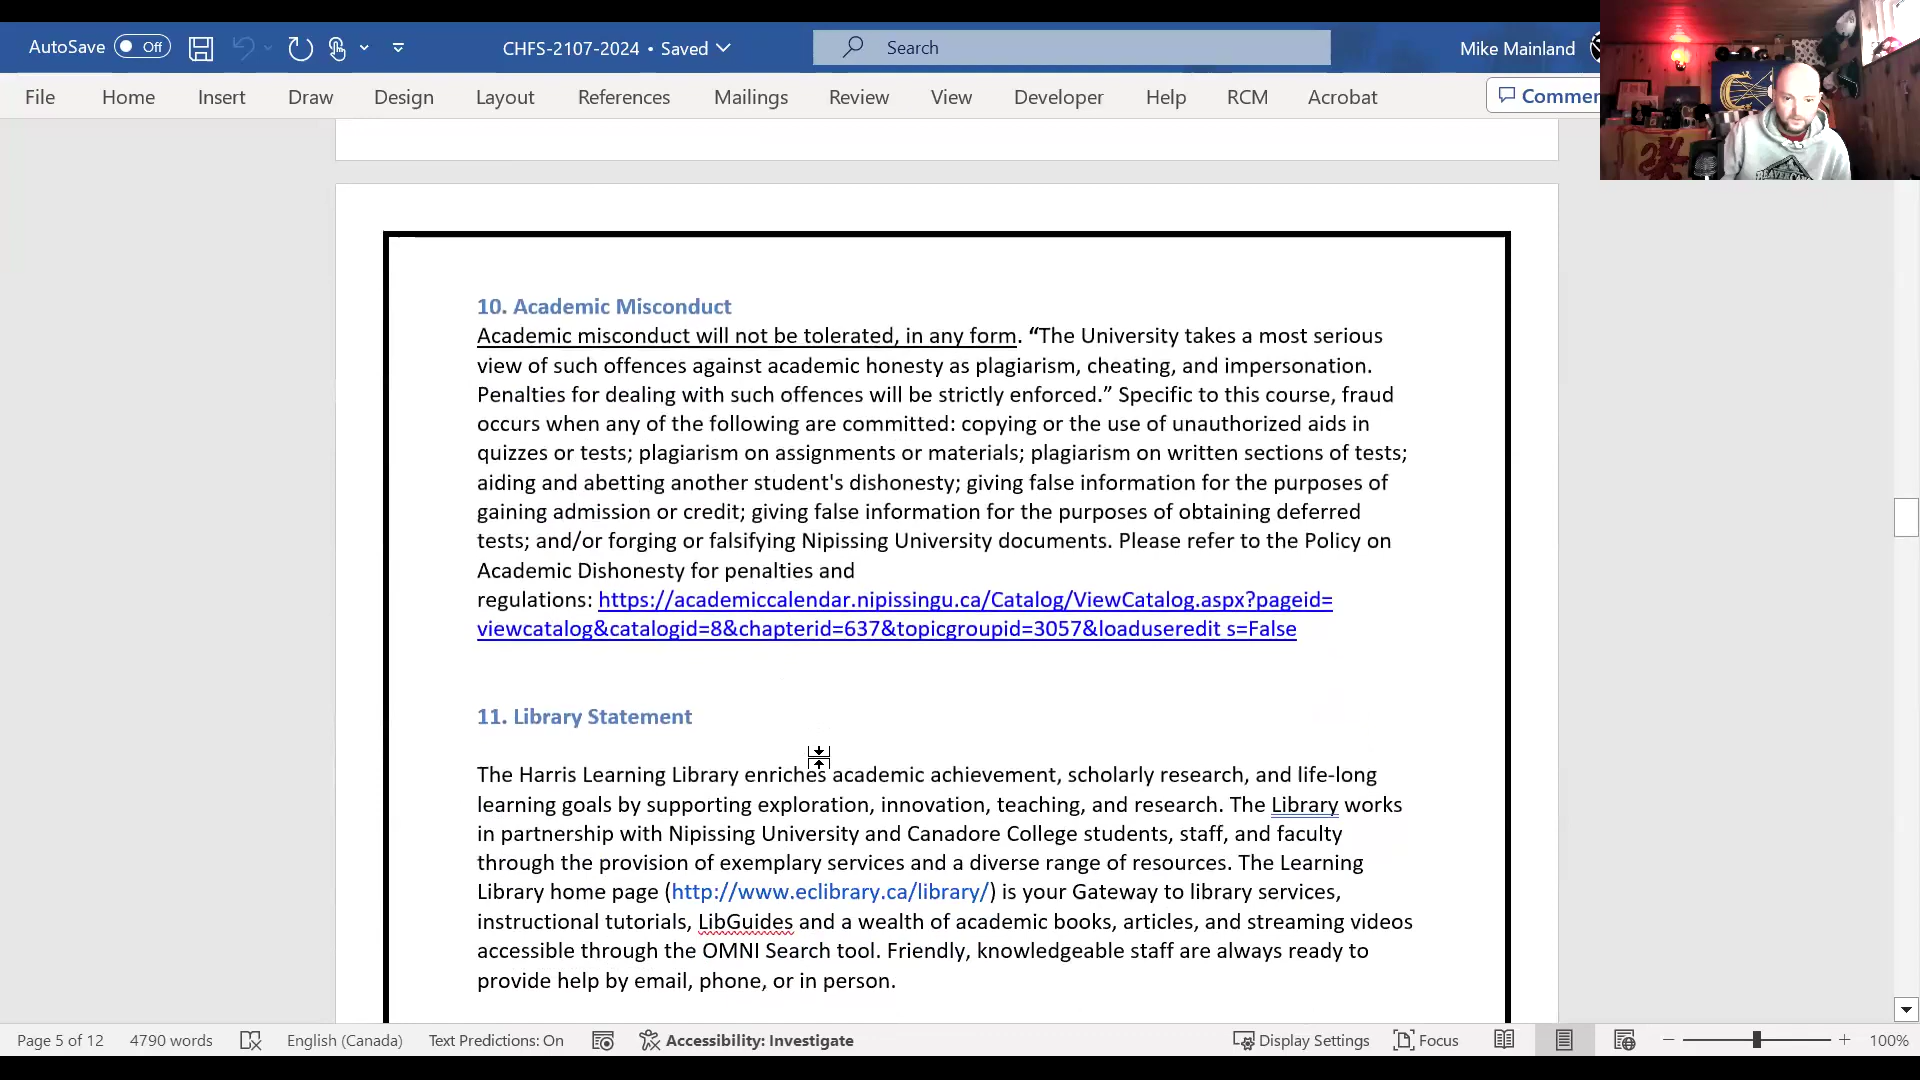 AutoSave Off CHFS-2107-2024 • Saved Search Mike Mainland
File Home Insert Draw Design Layout References Mailings Review View Developer Help RCM Acrobat Commen
10. Academic Misconduct
Academic misconduct will not be tolerated, in any form. “The University takes a most serious
view of such offences against academic honesty as plagiarism, cheating, and impersonation.
Penalties for dealing with such offences will be strictly enforced.” Specific to this course, fraud
occurs when any of the following are committed: copying or the use of unauthorized aids in
quizzes or tests; plagiarism on assignments or materials; plagiarism on written sections of tests;
aiding and abetting another student's dishonesty; giving false information for the purposes of
gaining admission or credit; giving false information for the purposes of obtaining deferred
tests; and/or forging or falsifying Nipissing University documents. Please refer to the Policy on
Academic Dishonesty for penalties and
regulations: https://academiccalendar.nipissingu.ca/Catalog/ViewCatalog.aspx?pageid=
viewcatalog&catalogid=8&chapterid=637&topicgroupid=3057&loaduseredit s=False
11. Library Statement
The Harris Learning Library enriches academic achievement, scholarly research, and life-long
learning goals by supporting exploration, innovation, teaching, and research. The Library works
in partnership with Nipissing University and Canadore College students, staff, and faculty
through the provision of exemplary services and a diverse range of resources. The Learning
Library home page (http://www.eclibrary.ca/library/) is your Gateway to library services,
instructional tutorials, LibGuides and a wealth of academic books, articles, and streaming videos
accessible through the OMNI Search tool. Friendly, knowledgeable staff are always ready to
provide help by email, phone, or in person.
Page 5 of 12 4790 words English (Canada) Text Predictions: On Accessibility: Investigate Display Settings Focus 100%